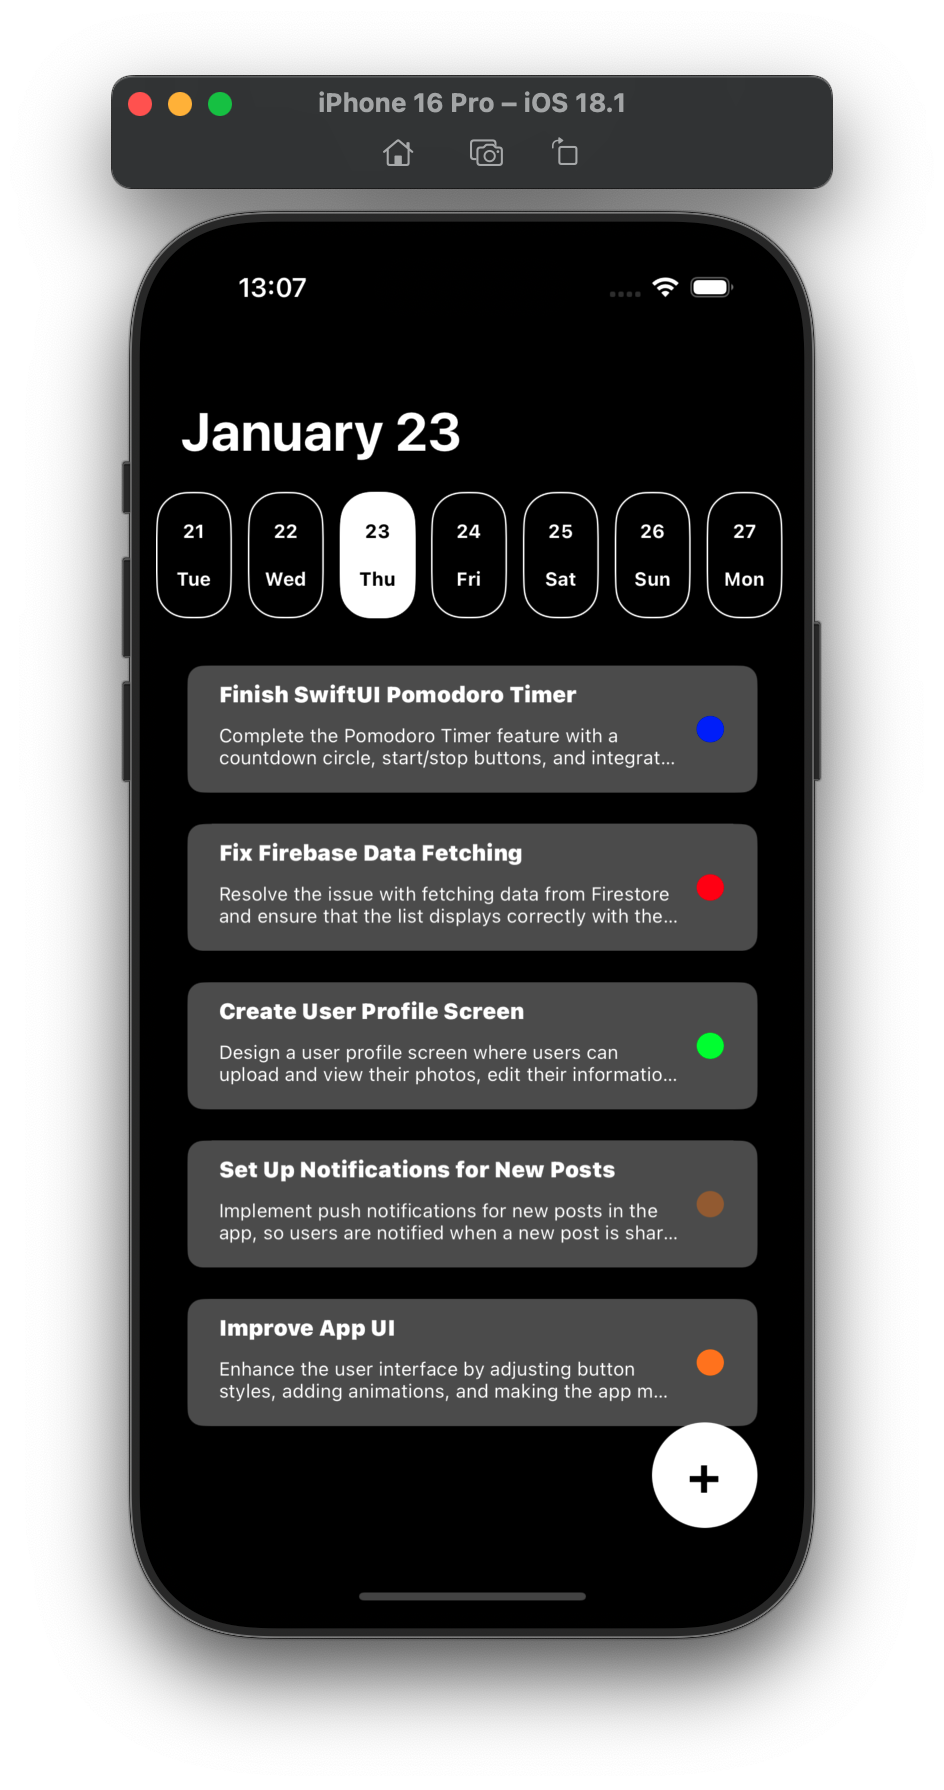 iPhone 16 Pro – iOS 18.1
13:07
January 23
21 22 23 24 25 26 27
Tue Wed Thu Fri Sat Sun Mon
Finish SwiftUI Pomodoro Timer
Complete the Pomodoro Timer feature with a
countdown circle, start/stop buttons, and integrat...
Fix Firebase Data Fetching
Resolve the issue with fetching data from Firestore
and ensure that the list displays correctly with the...
Create User Profile Screen
Design a user profile screen where users can
upload and view their photos, edit their informatio...
Set Up Notifications for New Posts
Implement push notifications for new posts in the
app, so users are notified when a new post is shar...
Improve App UI
Enhance the user interface by adjusting button
styles, adding animations, and making the app m...
+